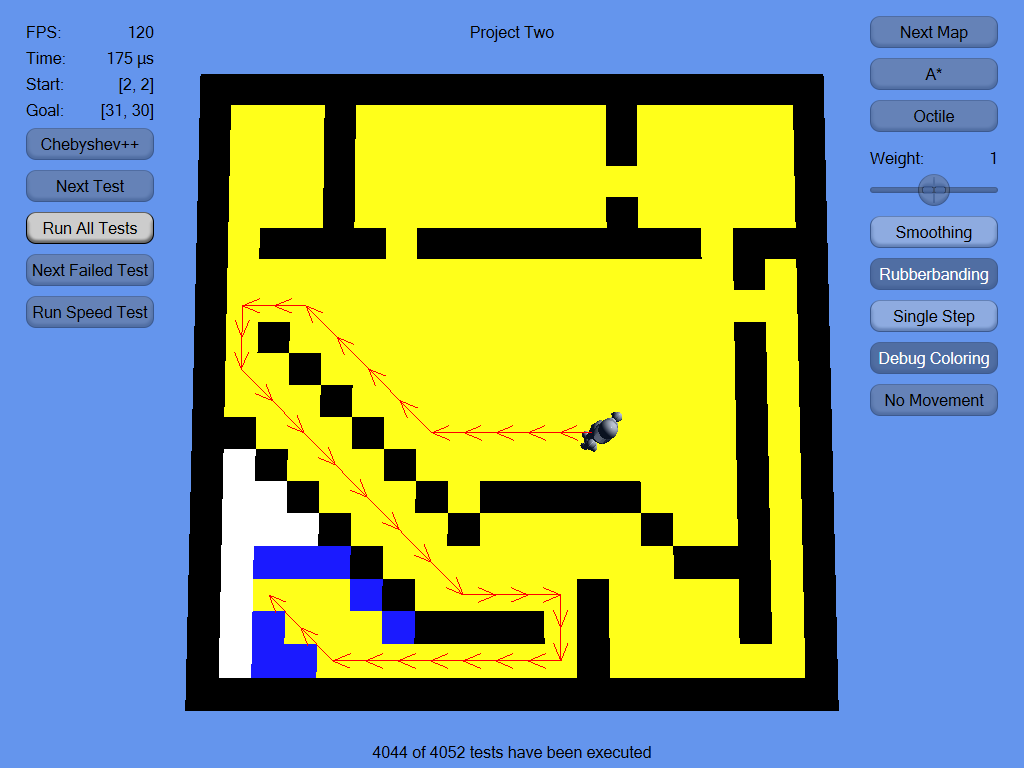 FPS: 120
Time: 175 µs
Start: [2, 2]
Goal: [31, 30]
Chebyshev++
Next Test
Run All Tests
Next Failed Test
Run Speed Test
Project Two
Next Map
A*
Octile
Weight: 1
Smoothing
Rubberbanding
Single Step
Debug Coloring
No Movement
4044 of 4052 tests have been executed